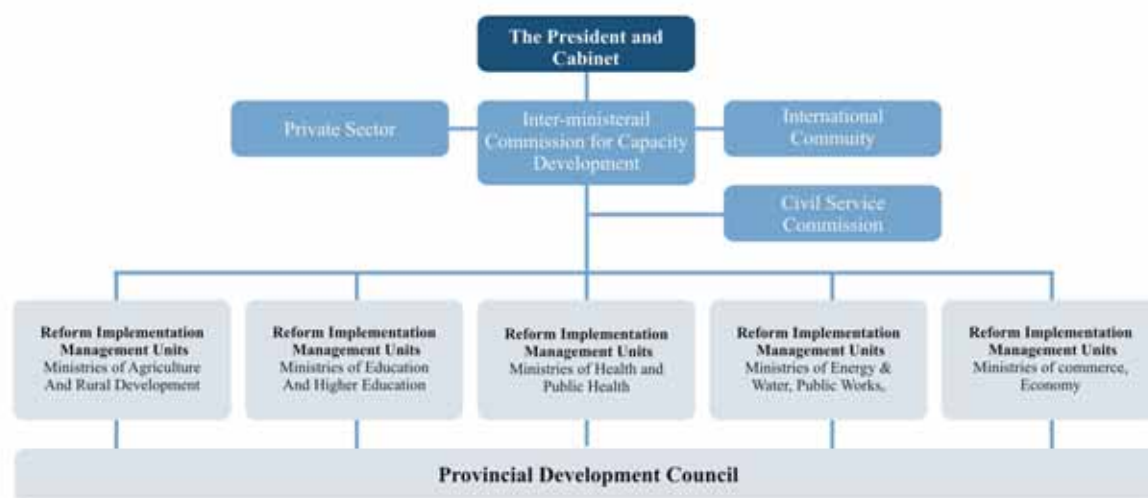 The President and
Cabinet
Private Sector
Inter-ministerail
Commission for Capacity
Development
International
Commuity
Civil Service
Commission
Reform Implementation
Management Units
Ministries of Agriculture
And Rural Development
Reform Implementation
Management Units
Ministries of Education
And Higher Education
Reform Implementation
Management Units
Ministries of Health and
Public Health
Reform Implementation
Management Units
Ministries of Energy &
Water, Public Works,
Reform Implementation
Management Units
Ministries of commerce,
Economy
Provincial Development Council